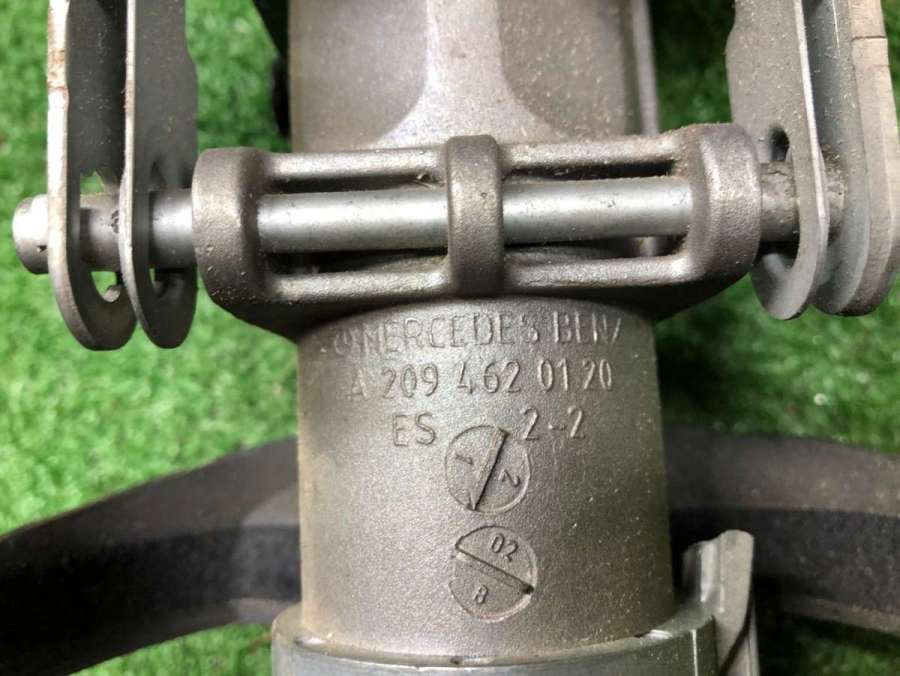 MERCEDES BENZ
A 209 462 01 20
ES 2-2
1 2
02
8